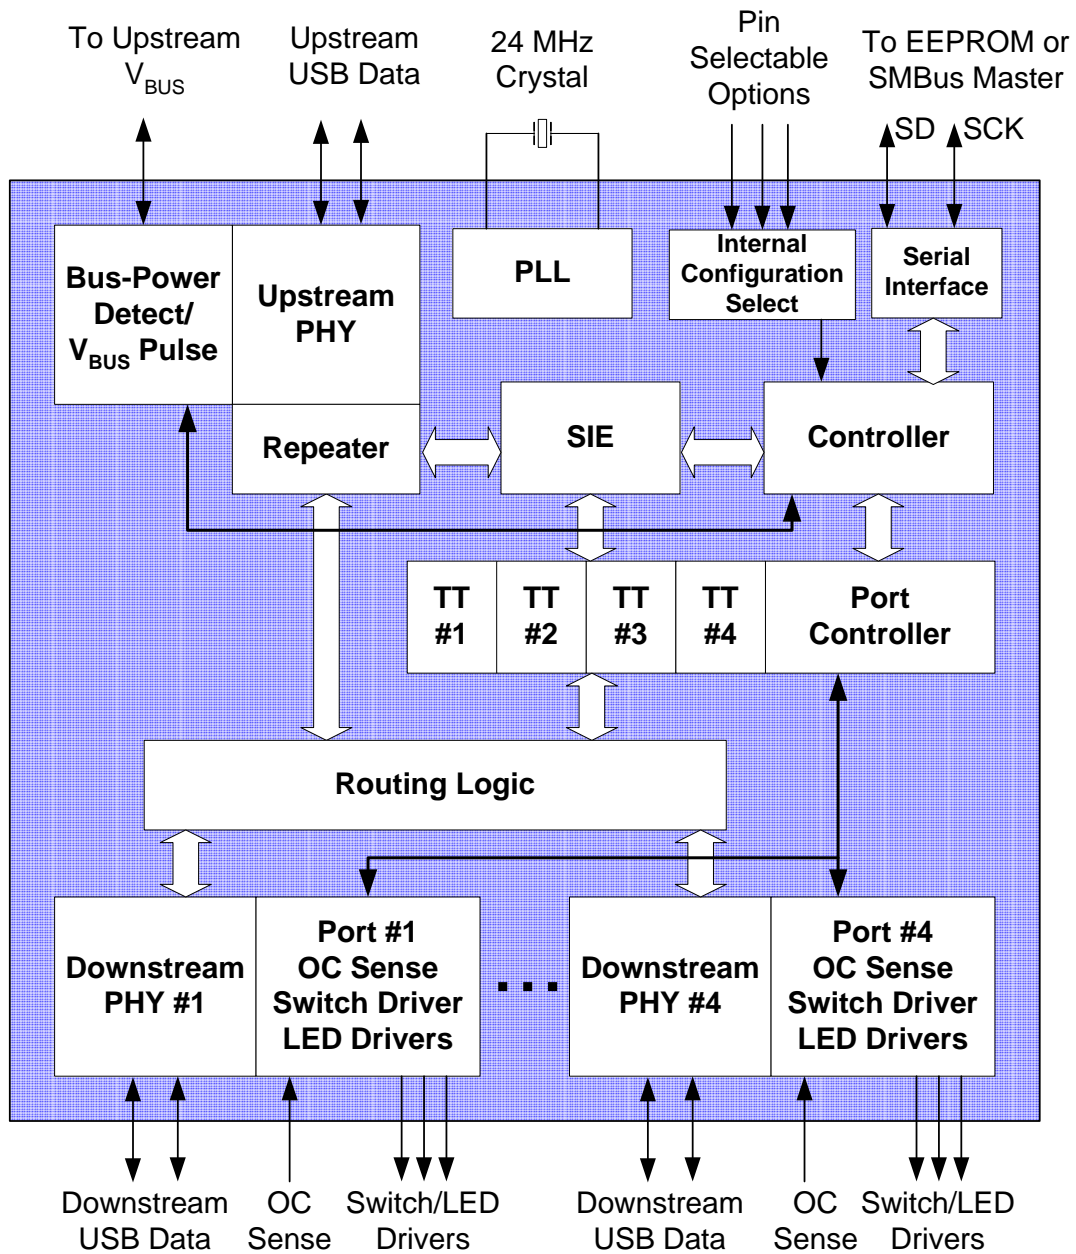 To Upstream
V_BUS
Upstream
USB Data
24 MHz
Crystal
Pin
Selectable
Options
To EEPROM or
SMBus Master
SD
SCK
Bus-Power
Detect/
V_BUS Pulse
Upstream
PHY
PLL
Internal
Configuration
Select
Serial
Interface
Repeater
SIE
Controller
TT
#1
TT
#2
TT
#3
TT
#4
Port
Controller
Routing Logic
Downstream
PHY #1
Port #1
OC Sense
Switch Driver
LED Drivers
...
Downstream
PHY #4
Port #4
OC Sense
Switch Driver
LED Drivers
Downstream
USB Data
OC
Sense
Switch/LED
Drivers
Downstream
USB Data
OC
Sense
Switch/LED
Drivers